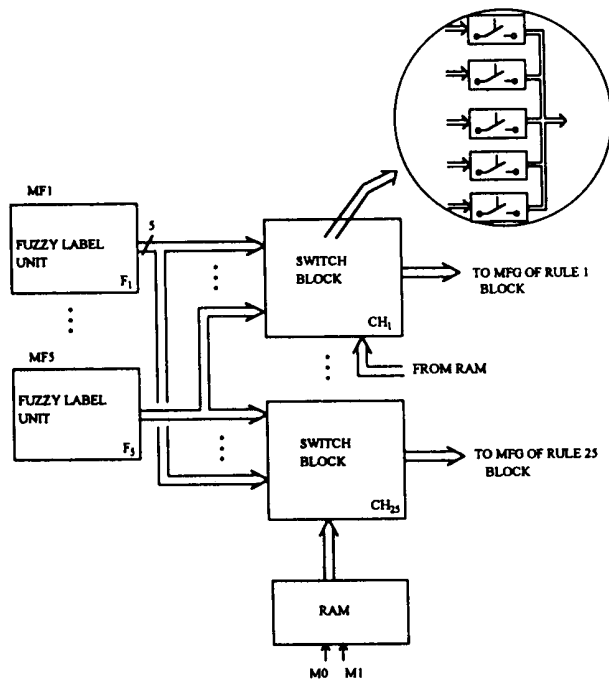 MF1
FUZZY LABEL
UNIT
F1
5
SWITCH
BLOCK
CH1
TO MFG OF RULE 1
BLOCK
FROM RAM
MF5
FUZZY LABEL
UNIT
F5
SWITCH
BLOCK
CH25
TO MFG OF RULE 25
BLOCK
RAM
M0 M1